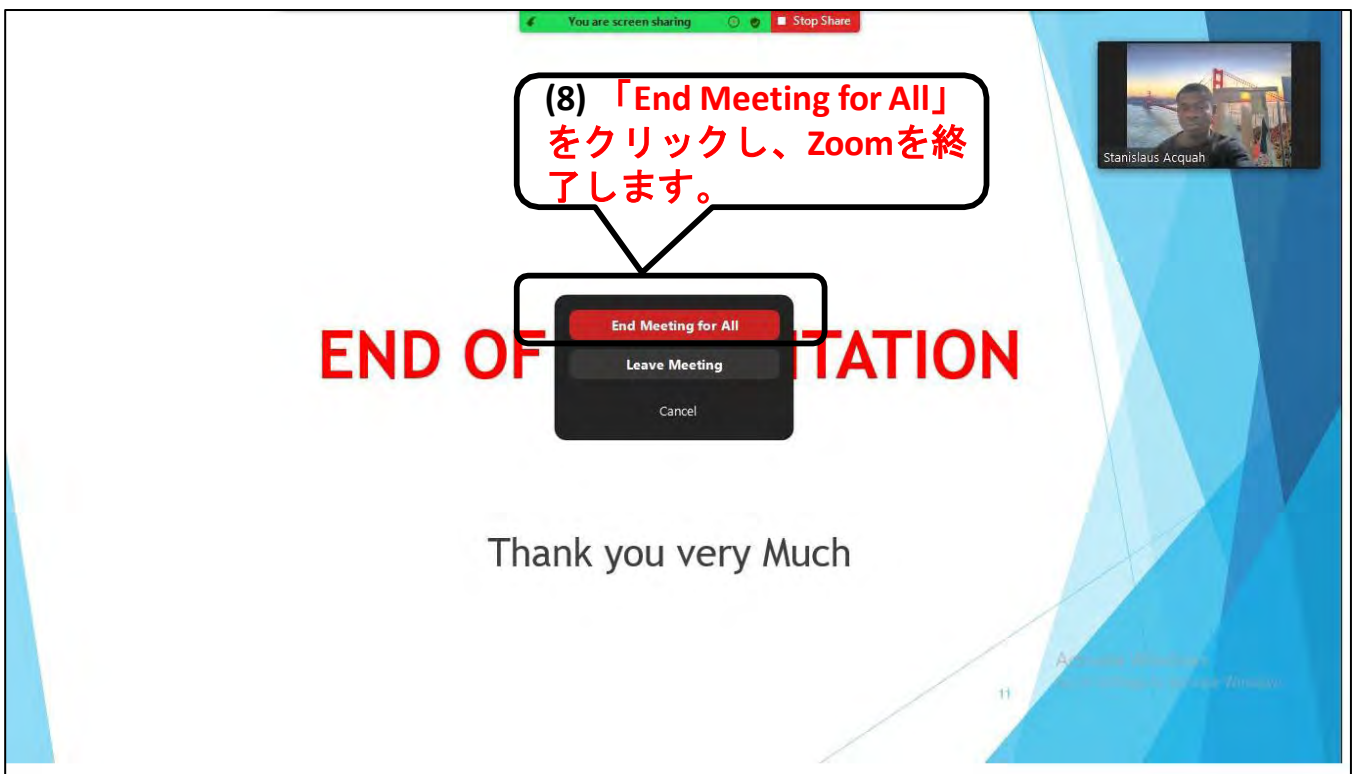 You are screen sharing
Stop Share
(8) 「End Meeting for All」
をクリックし、Zoomを終
了します。
Stanislaus Acquah
End Meeting for All
END OF TATION
Leave Meeting
Cancel
Thank you very Much
11